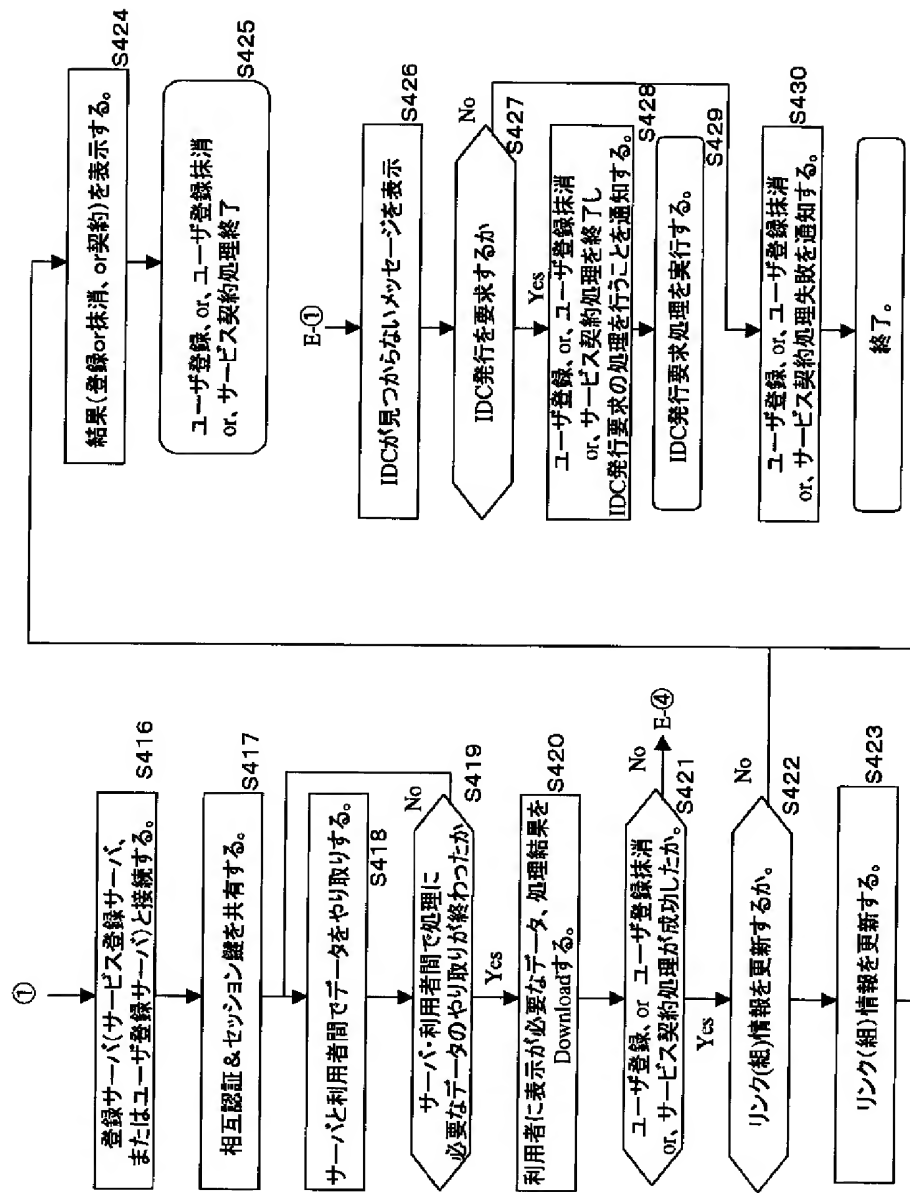 ①
登録サーバ(サービス登録サーバ、
またはユーザ登録サーバ)と接続する。
S416
相互認証&セッション鍵を共有する。
S417
サーバと利用者間でデータをやり取りする。
S418
サーバ・利用者間で処理に
必要なデータのやり取りが終わったか
No
S419
Yes
利用者に表示が必要なデータ、処理結果を
Downloadする。
S420
ユーザ登録、or ユーザ登録抹消
or、サービス契約処理が成功したか。
No
E-④
S421
Yes
リンク(組)情報を更新するか。
No
S422
リンク(組)情報を更新する。
S423
結果(登録or抹消、or契約)を表示する。
S424
ユーザ登録、or、ユーザ登録抹消
or、サービス契約処理終了
S425
E-①
IDCが見つからないメッセージを表示
S426
IDC発行を要求するか
No
S427
Yes
ユーザ登録、or、ユーザ登録抹消
or、サービス契約処理を終了し
IDC発行要求の処理を行うことを通知する。
S428
IDC発行要求処理を実行する。
S429
ユーザ登録、or、ユーザ登録抹消
or、サービス契約処理失敗を通知する。
S430
終了。